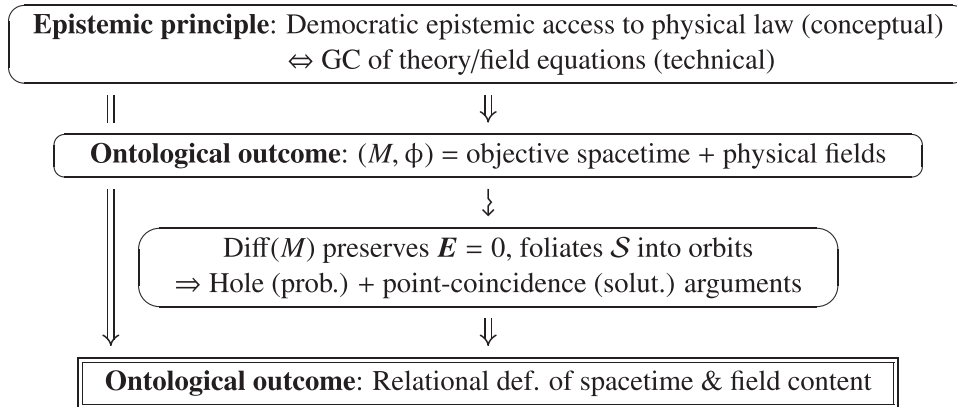 Epistemic principle: Democratic epistemic access to physical law (conceptual)
⇔ GC of theory/field equations (technical)
Ontological outcome: (M, ϕ) = objective spacetime + physical fields
Diff(M) preserves E = 0, foliates 𝒮 into orbits
⇒ Hole (prob.) + point-coincidence (solut.) arguments
Ontological outcome: Relational def. of spacetime & field content